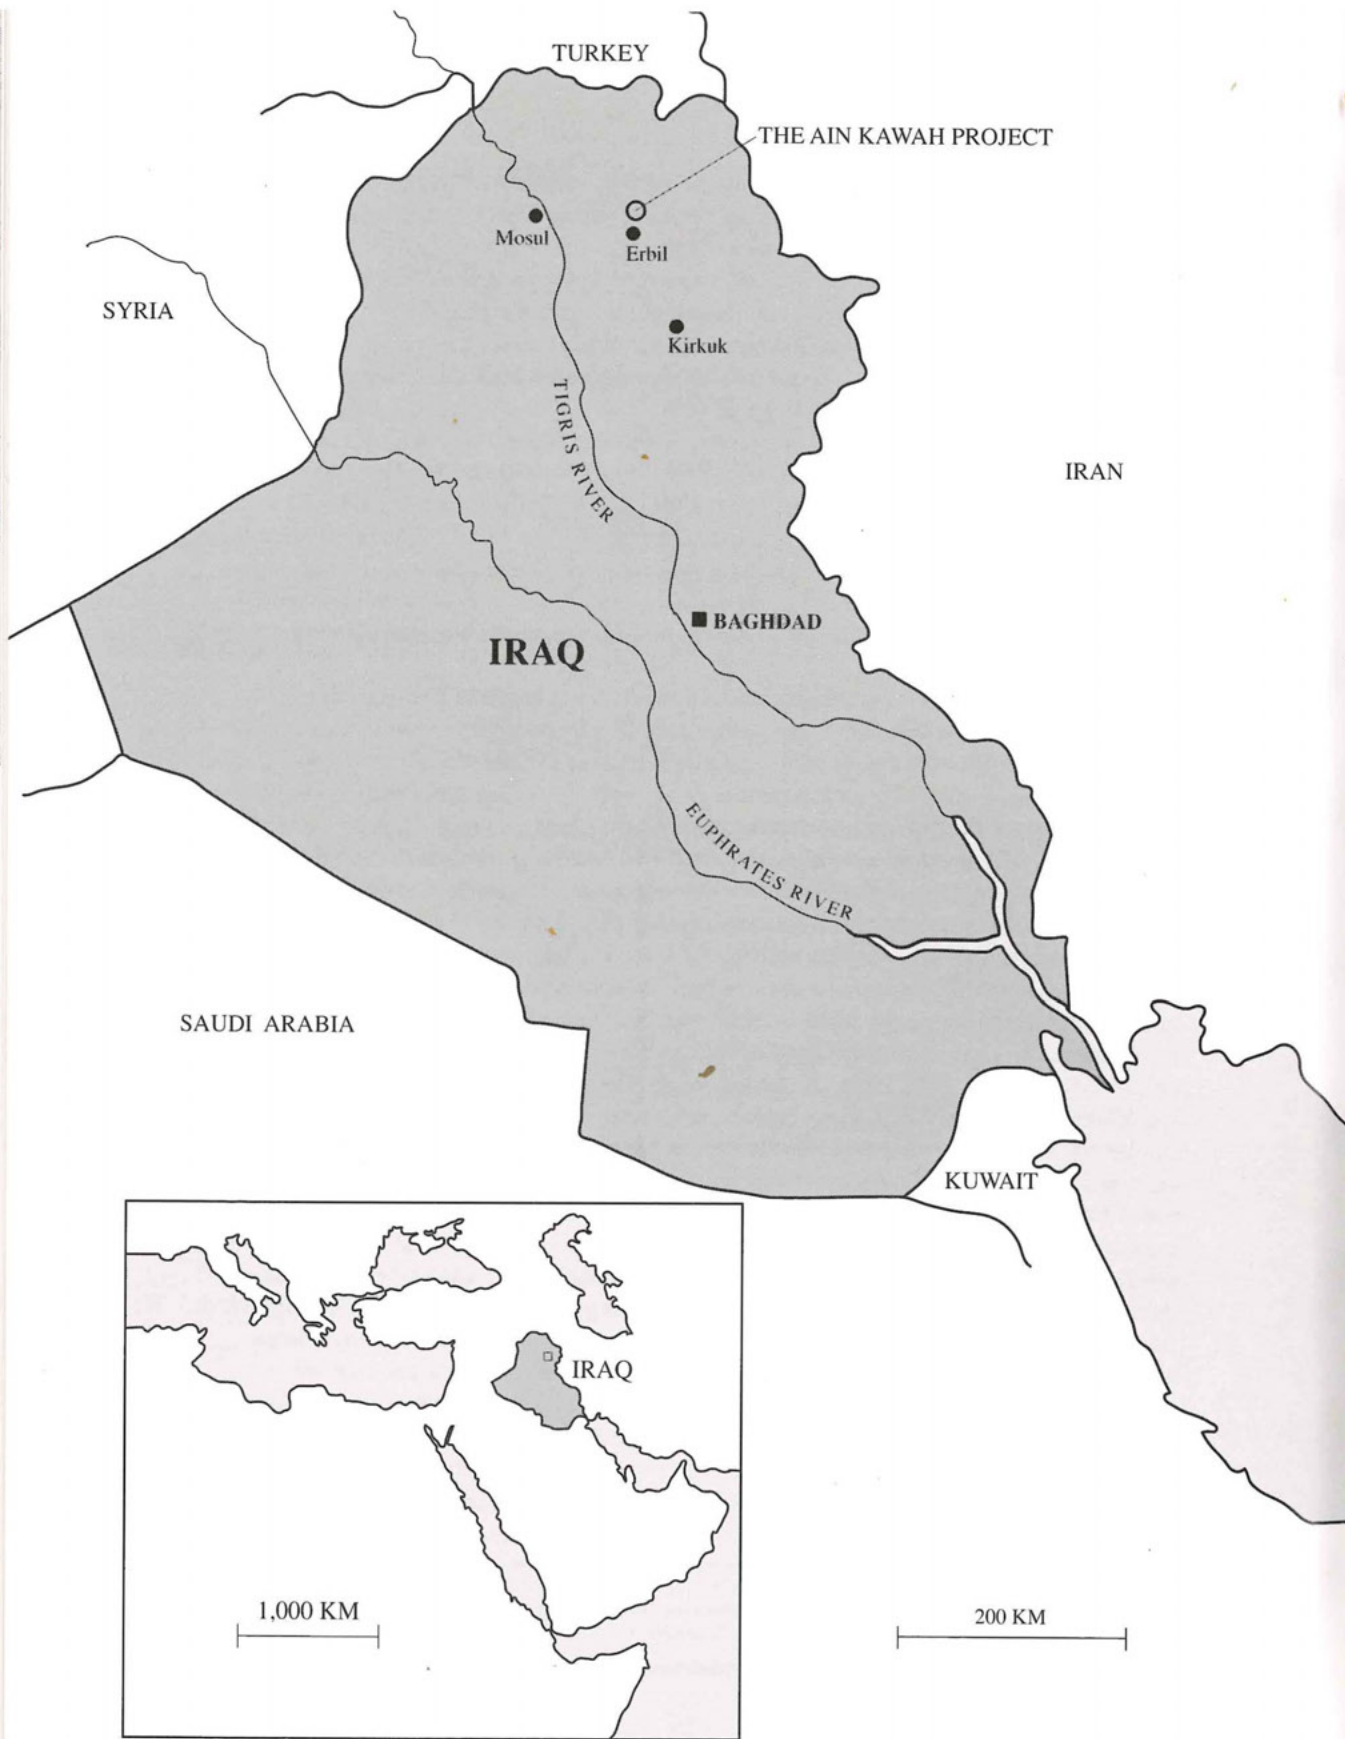 TURKEY
THE AIN KAWAH PROJECT
Mosul
Erbil
SYRIA
Kirkuk
TIGRIS RIVER
IRAN
BAGHDAD
IRAQ
EUPHRATES RIVER
SAUDI ARABIA
KUWAIT
IRAQ
1,000 KM
200 KM